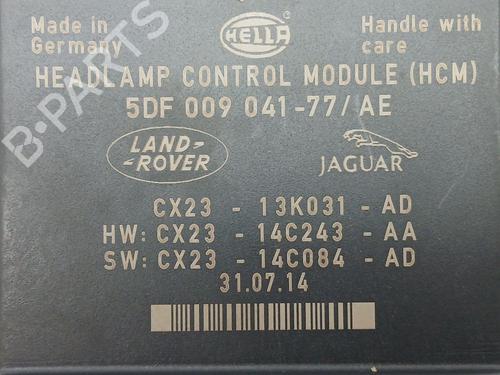 Made in
Germany
HELLA
Handle with
care
HEADLAMP CONTROL MODULE (HCM)
5DF 009 041-77/AE
LAND-
-ROVER
JAGUAR
CX23 - 13K031 - AD
HW: CX23 - 14C243 - AA
SW: CX23 - 14C084 - AD
31.07.14
B-PARTS